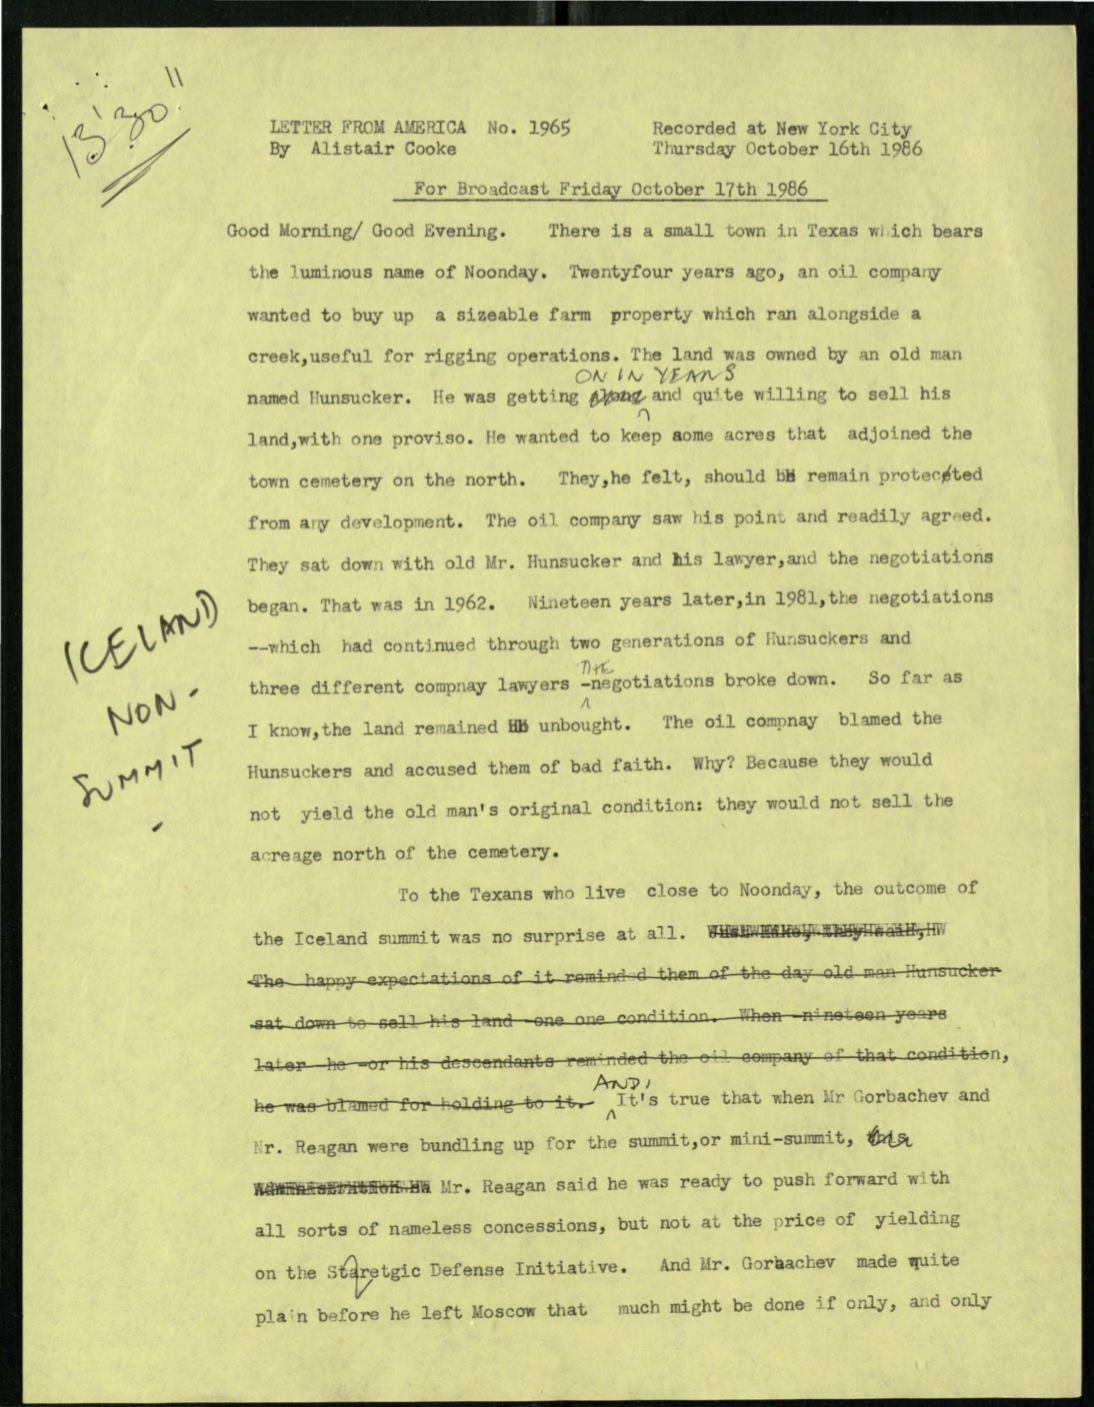 13'30"
LETTER FROM AMERICA No. 1965 Recorded at New York City
By Alistair Cooke Thursday October 16th 1986
For Broadcast Friday October 17th 1986
Good Morning/ Good Evening. There is a small town in Texas which bears
the luminous name of Noonday. Twentyfour years ago, an oil company
wanted to buy up a sizeable farm property which ran alongside a
creek,useful for rigging operations. The land was owned by an old man
ON IN YEARS
named Hunsucker. He was getting along and quite willing to sell his
land,with one proviso. He wanted to keep some acres that adjoined the
town cemetery on the north. They,he felt, should remain protected
from any development. The oil company saw his point and readily agreed.
They sat down with old Mr. Hunsucker and his lawyer,and the negotiations
began. That was in 1962. Nineteen years later,in 1981,the negotiations
--which had continued through two generations of Hunsuckers and
THE
three different compnay lawyers -negotiations broke down. So far as
I know,the land remained unbought. The oil compnay blamed the
Hunsuckers and accused them of bad faith. Why? Because they would
not yield the old man's original condition: they would not sell the
acreage north of the cemetery.
ICELAND
NON-
SUMMIT
-
To the Texans who live close to Noonday, the outcome of
the Iceland summit was no surprise at all.
The happy expectations of it reminded them of the day old man Hunsucker
sat down to sell his land -one one condition. When -nineteen years
later -he -or his descendants reminded the oil company of that condition,
AND,
he was blamed for holding to it. It's true that when Mr Gorbachev and
Mr. Reagan were bundling up for the summit,or mini-summit, this
Mr. Reagan said he was ready to push forward with
all sorts of nameless concessions, but not at the price of yielding
on the Staretgic Defense Initiative. And Mr. Gorbachev made quite
plain before he left Moscow that much might be done if only, and only